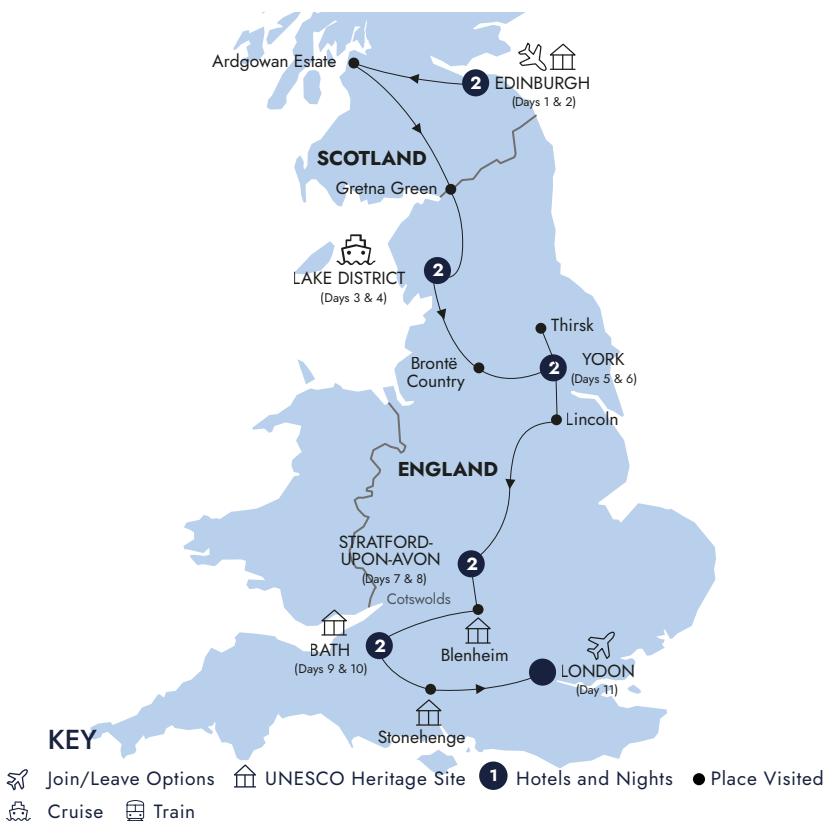 Ardgowan Estate
2
EDINBURGH
(Days 1 & 2)
SCOTLAND
Gretna Green
2
LAKE DISTRICT
(Days 3 & 4)
Thirsk
Brontë
Country
2
YORK
(Days 5 & 6)
Lincoln
ENGLAND
STRATFORD-
UPON-AVON
(Days 7 & 8)
2
Cotswolds
BATH
(Days 9 & 10)
2
Blenheim
LONDON
(Day 11)
Stonehenge
KEY
Join/Leave Options
UNESCO Heritage Site
1
Hotels and Nights
Place Visited
Cruise
Train